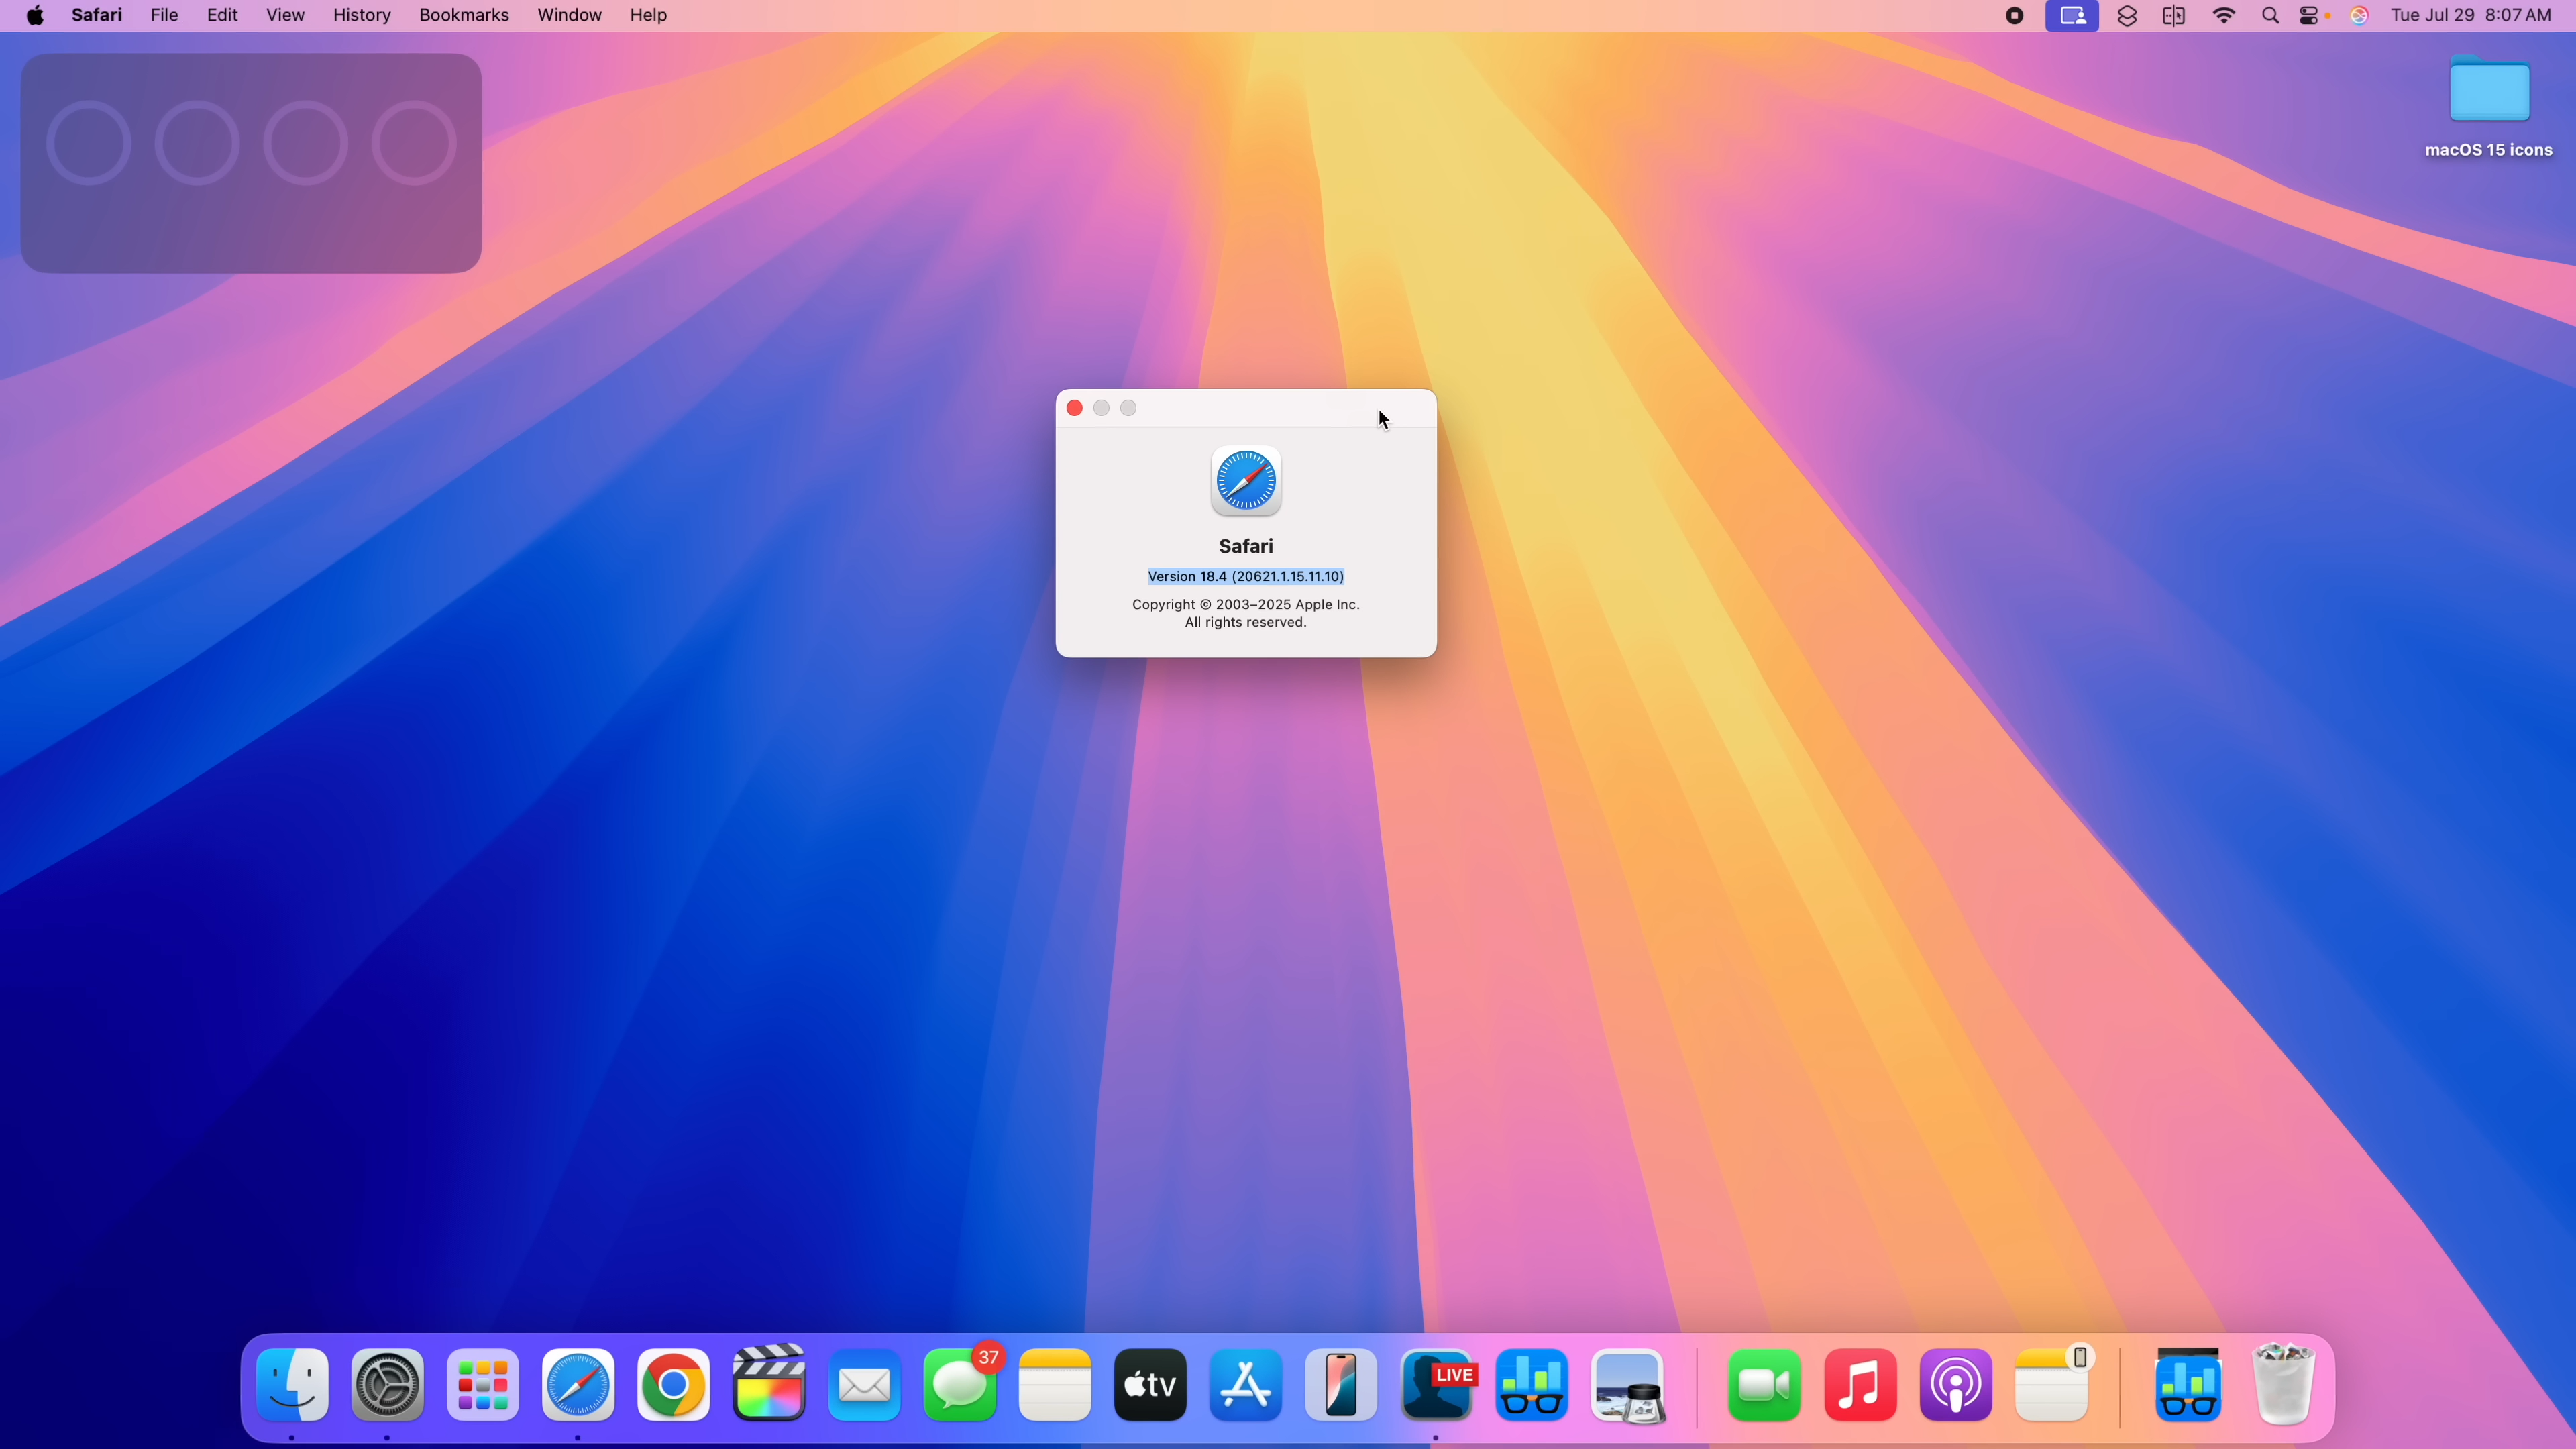 Safari File Edit View History Bookmarks Window Help
Tue Jul 29 8:07 AM
macOS 15 icons
Safari
Version 18.4 (20621.1.15.11.10)
Copyright © 2003–2025 Apple Inc.
All rights reserved.
37
tv
LIVE